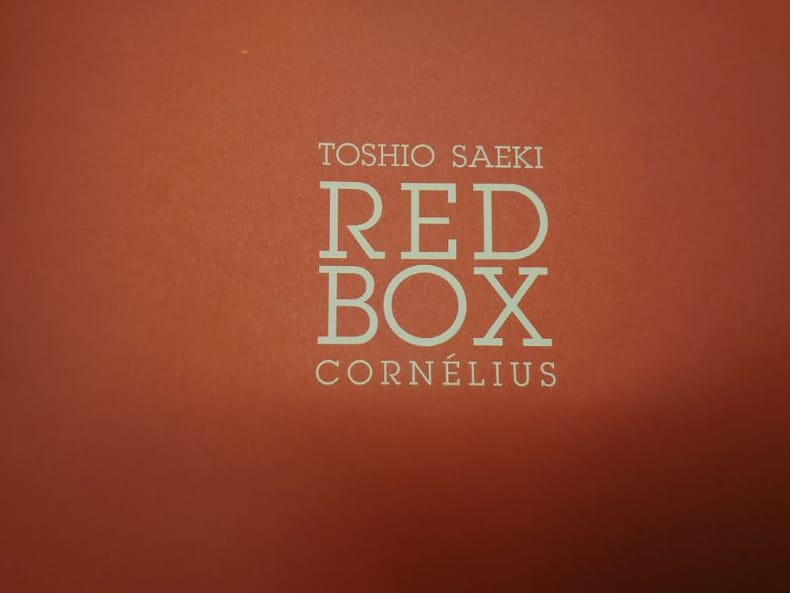 TOSHIO SAEKI
RED
BOX
CORNÉLIUS